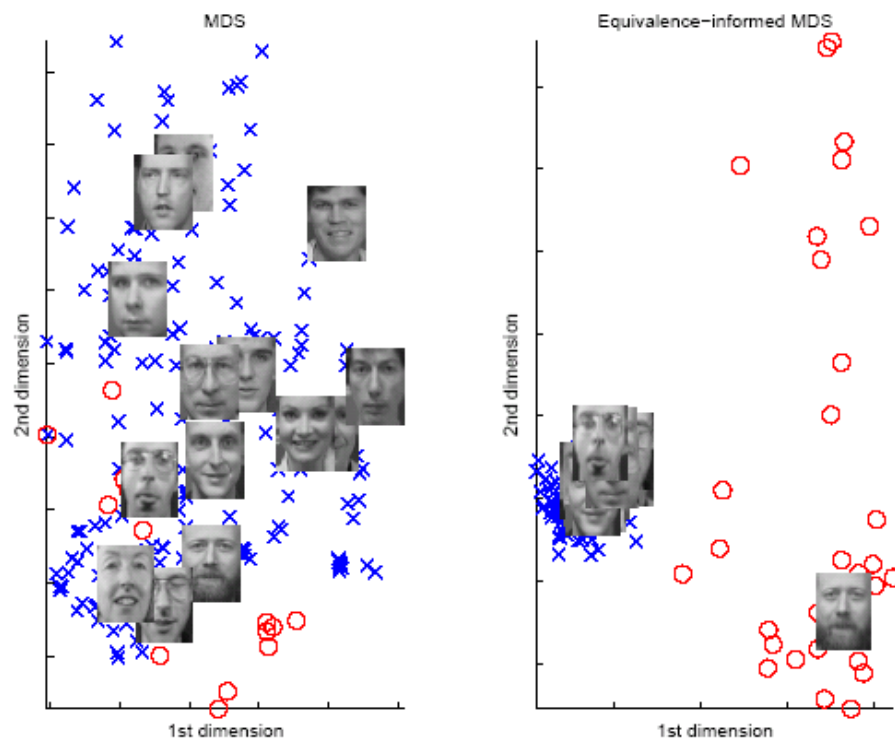 MDS
Equivalence-informed MDS
2nd dimension
2nd dimension
1st dimension
1st dimension